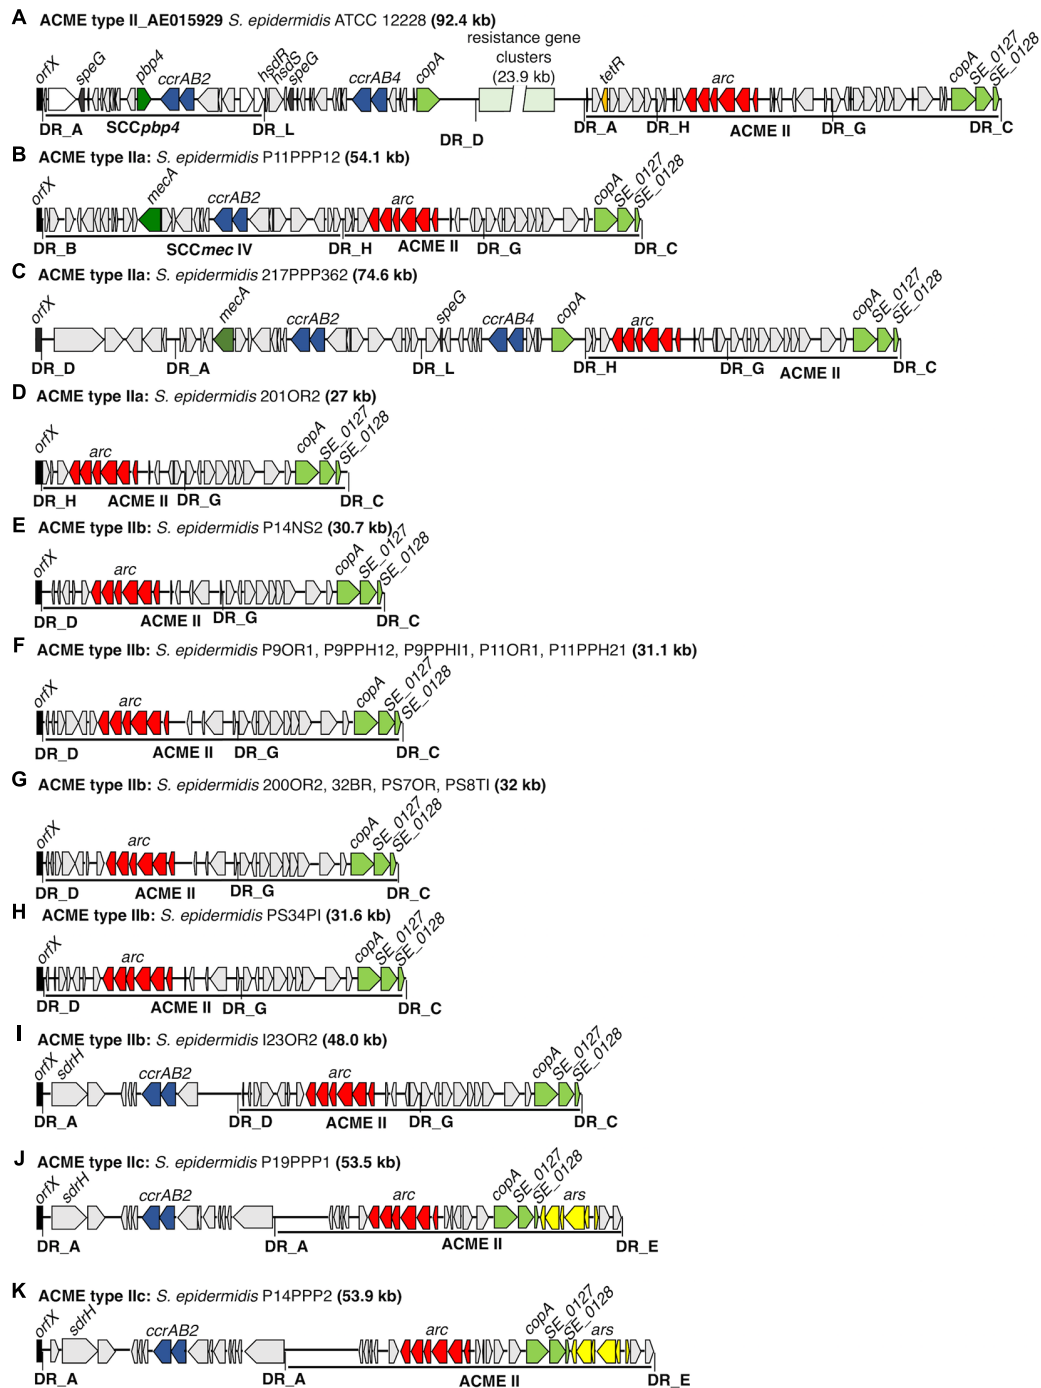 A ACME type II_AE015929 S. epidermidis ATCC 12228 (92.4 kb)
orfX speG pbp4 ccrAB2 hsdR hsdS speG ccrAB4 copA resistance gene clusters (23.9 kb) tetR arc copA SE_0127 SE_0128
DR_A SCCpbp4 DR_L DR_D DR_A DR_H ACME II DR_G DR_C
B ACME type IIa: S. epidermidis P11PPP12 (54.1 kb)
orfX mecA ccrAB2 arc copA SE_0127 SE_0128
DR_B SCCmec IV DR_H ACME II DR_G DR_C
C ACME type IIa: S. epidermidis 217PPP362 (74.6 kb)
orfX mecA ccrAB2 speG ccrAB4 copA arc copA SE_0127 SE_0128
DR_D DR_A DR_L DR_H DR_G ACME II DR_C
D ACME type IIa: S. epidermidis 201OR2 (27 kb)
orfX arc copA SE_0127 SE_0128
DR_H ACME II DR_G DR_C
E ACME type IIb: S. epidermidis P14NS2 (30.7 kb)
orfX arc copA SE_0127 SE_0128
DR_D ACME II DR_G DR_C
F ACME type IIb: S. epidermidis P9OR1, P9PPH12, P9PPHI1, P11OR1, P11PPH21 (31.1 kb)
orfX arc copA SE_0127 SE_0128
DR_D ACME II DR_G DR_C
G ACME type IIb: S. epidermidis 200OR2, 32BR, PS7OR, PS8TI (32 kb)
orfX arc copA SE_0127 SE_0128
DR_D ACME II DR_G DR_C
H ACME type IIb: S. epidermidis PS34PI (31.6 kb)
orfX arc copA SE_0127 SE_0128
DR_D ACME II DR_G DR_C
I ACME type IIb: S. epidermidis I23OR2 (48.0 kb)
orfX sdrH ccrAB2 arc copA SE_0127 SE_0128
DR_A DR_D ACME II DR_G DR_C
J ACME type IIc: S. epidermidis P19PPP1 (53.5 kb)
orfX sdrH ccrAB2 arc copA SE_0127 SE_0128 ars
DR_A DR_A ACME II DR_E
K ACME type IIc: S. epidermidis P14PPP2 (53.9 kb)
orfX sdrH ccrAB2 arc copA SE_0127 SE_0128 ars
DR_A DR_A ACME II DR_E